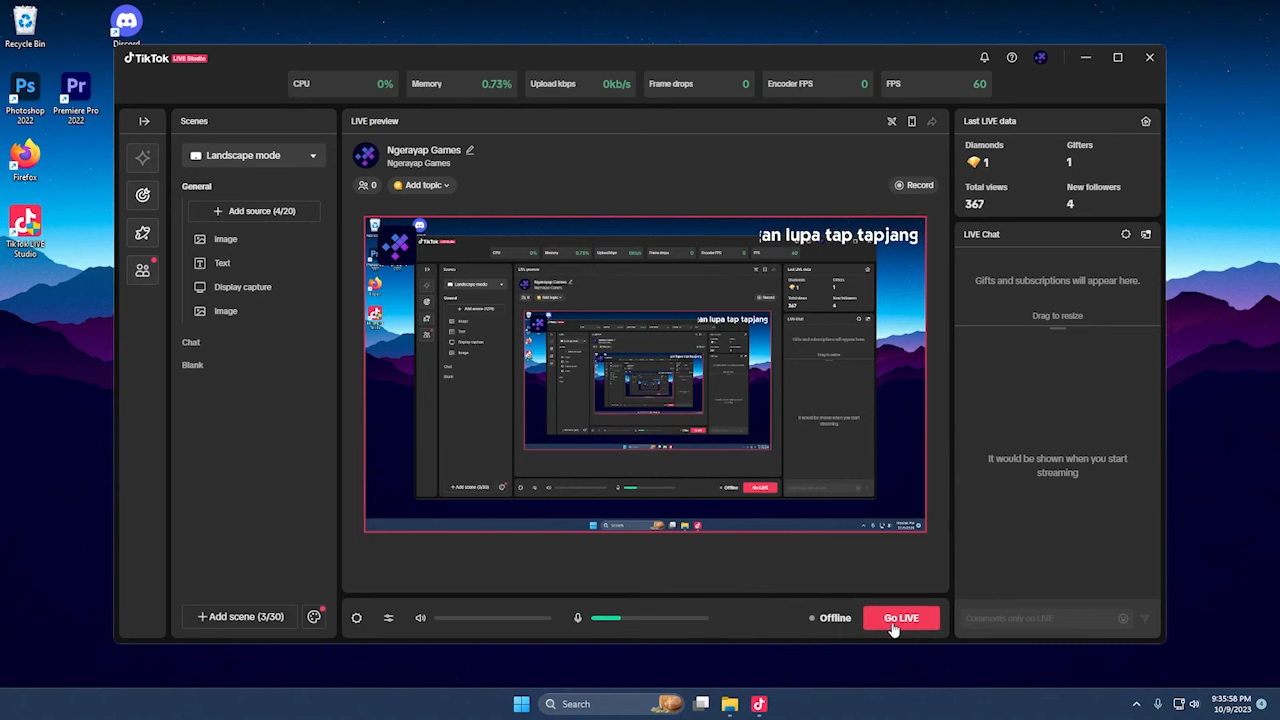 Recycle Bin
Discord
Ps
Photoshop
2022
Pr
Premiere Pro
2022
Firefox
TikTok LIVE
Studio
TikTok LIVE Studio
CPU 0%
Memory 0.73%
Upload kbps 0kb/s
Frame drops 0
Encoder FPS 0
FPS 60
Scenes
Landscape mode
General
+ Add source (4/20)
Image
Text
Display capture
Image
Chat
Blank
+ Add scene (3/30)
LIVE preview
Ngerayap Games
Ngerayap Games
0
Add topic
Record
an lupa tap tapjang
Last LIVE data
Diamonds
1
Gifters
1
Total views
367
New followers
4
LIVE Chat
Gifts and subscriptions will appear here.
Drag to resize
It would be shown when you start
streaming
Comments only on LIVE
Offline
Go LIVE
Search
9:35:58 PM
10/9/2023
4